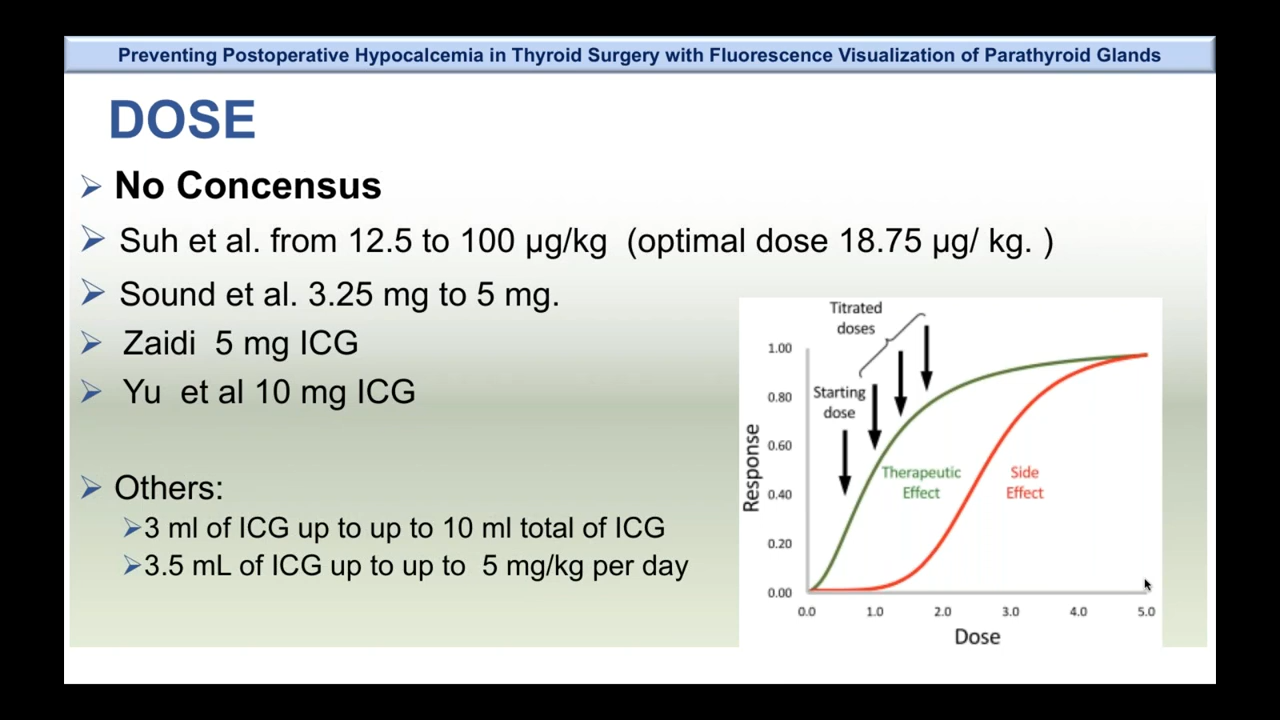 Preventing Postoperative Hypocalcemia in Thyroid Surgery with Fluorescence Visualization of Parathyroid Glands
DOSE
No Concensus
Suh et al. from 12.5 to 100 µg/kg (optimal dose 18.75 µg/ kg. )
Sound et al. 3.25 mg to 5 mg.
Zaidi 5 mg ICG
Yu et al 10 mg ICG
Others:
3 ml of ICG up to up to 10 ml total of ICG
3.5 mL of ICG up to up to 5 mg/kg per day
Titrated
doses
Starting
dose
Therapeutic
Effect
Side
Effect
Response
1.00
0.80
0.60
0.40
0.20
0.00
0.0 1.0 2.0 3.0 4.0 5.0
Dose